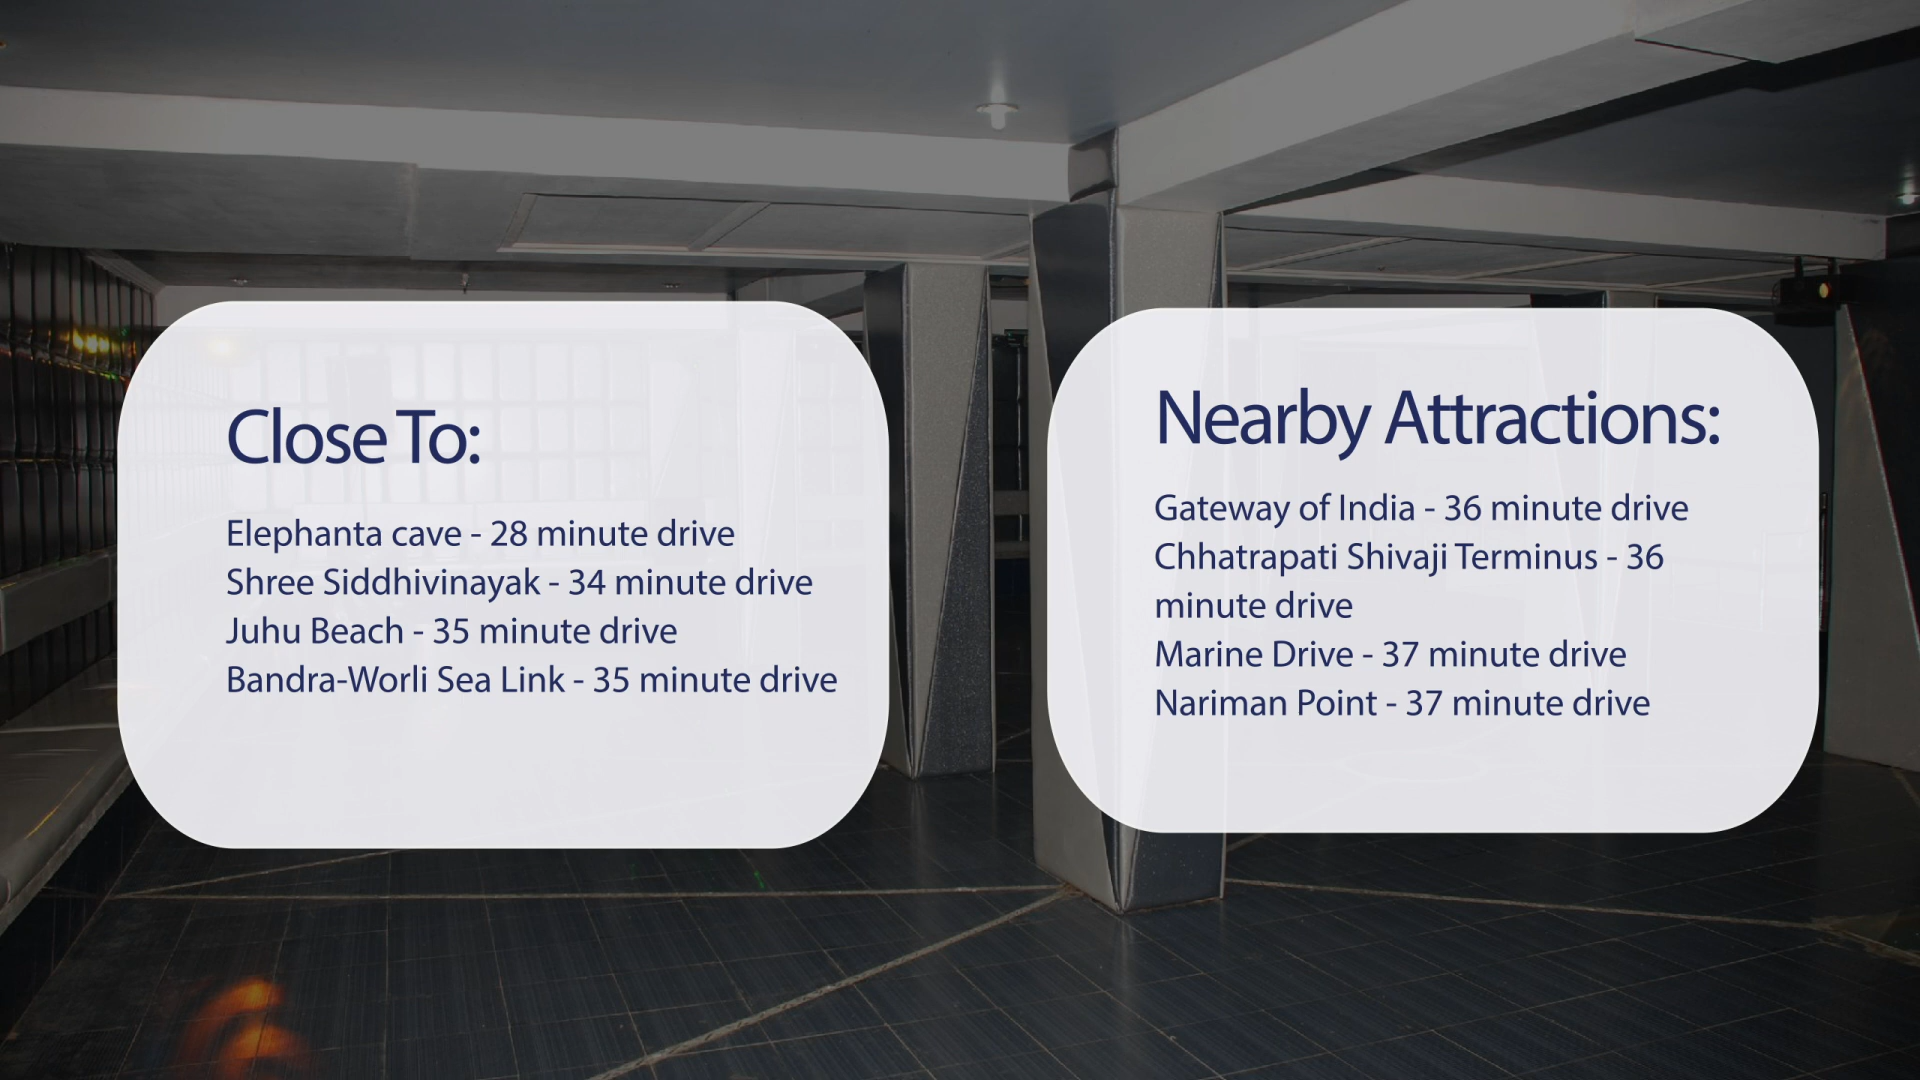 Close To:
Elephanta cave - 28 minute drive
Shree Siddhivinayak - 34 minute drive
Juhu Beach - 35 minute drive
Bandra-Worli Sea Link - 35 minute drive
Nearby Attractions:
Gateway of India - 36 minute drive
Chhatrapati Shivaji Terminus - 36
minute drive
Marine Drive - 37 minute drive
Nariman Point - 37 minute drive